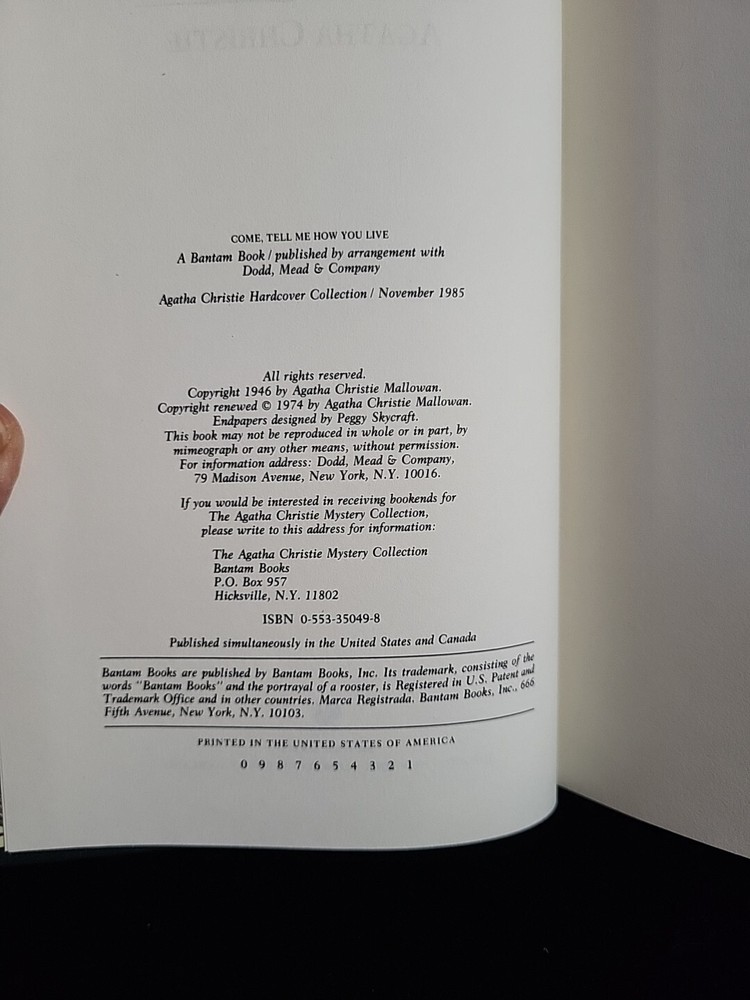 AGATHA CHRISTIE
COME, TELL ME HOW YOU LIVE
A Bantam Book / published by arrangement with
Dodd, Mead & Company
Agatha Christie Hardcover Collection / November 1985
All rights reserved.
Copyright 1946 by Agatha Christie Mallowan.
Copyright renewed © 1974 by Agatha Christie Mallowan.
Endpapers designed by Peggy Skycraft.
This book may not be reproduced in whole or in part, by
mimeograph or any other means, without permission.
For information address: Dodd, Mead & Company,
79 Madison Avenue, New York, N.Y. 10016.
If you would be interested in receiving bookends for
The Agatha Christie Mystery Collection,
please write to this address for information:
The Agatha Christie Mystery Collection
Bantam Books
P.O. Box 957
Hicksville, N.Y. 11802
ISBN 0-553-35049-8
Published simultaneously in the United States and Canada
Bantam Books are published by Bantam Books, Inc. Its trademark, consisting of the
words "Bantam Books" and the portrayal of a rooster, is Registered in U.S. Patent and
Trademark Office and in other countries. Marca Registrada. Bantam Books, Inc., 666
Fifth Avenue, New York, N.Y. 10103.
PRINTED IN THE UNITED STATES OF AMERICA
0 9 8 7 6 5 4 3 2 1